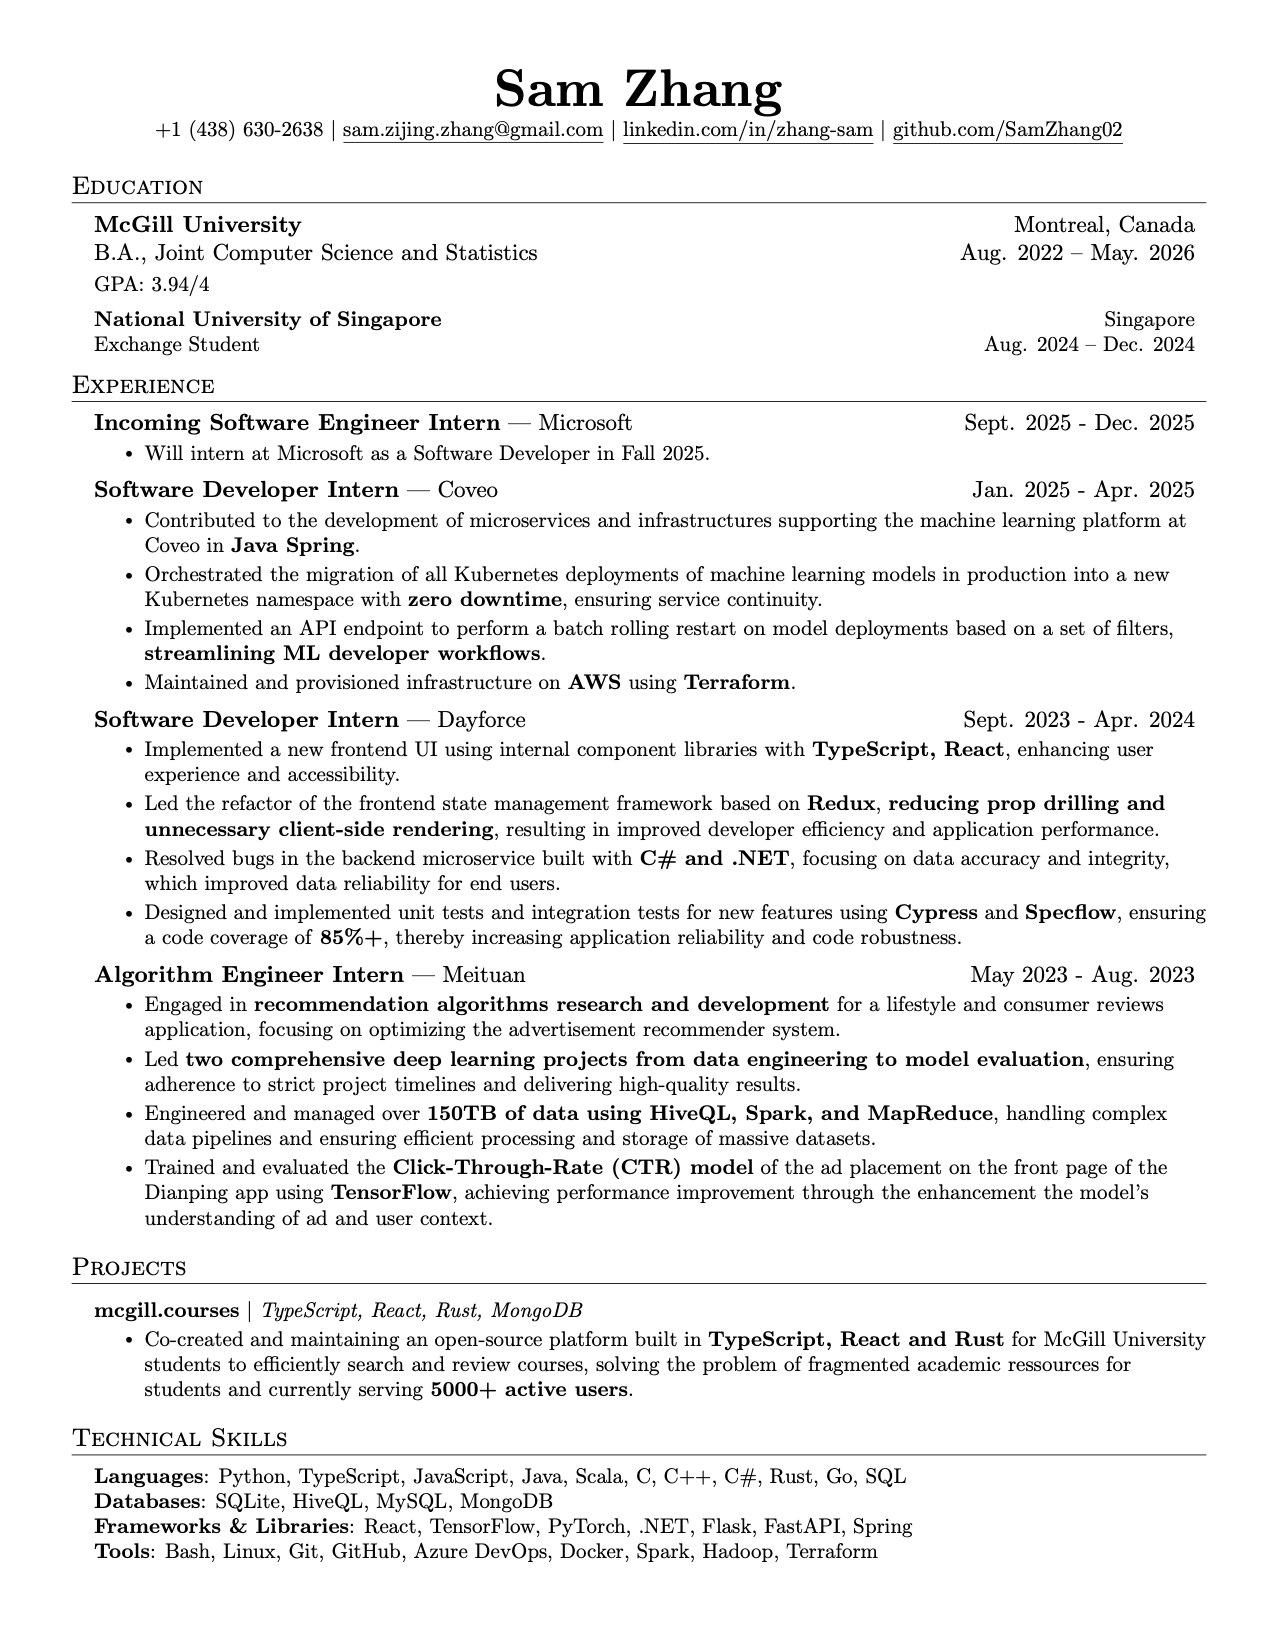 Sam Zhang
+1 (438) 630-2638 | sam.zijing.zhang@gmail.com | linkedin.com/in/zhang-sam | github.com/SamZhang02
Education
McGill University Montreal, Canada
B.A., Joint Computer Science and Statistics Aug. 2022 – May. 2026
GPA: 3.94/4
National University of Singapore Singapore
Exchange Student Aug. 2024 – Dec. 2024
Experience
Incoming Software Engineer Intern — Microsoft Sept. 2025 - Dec. 2025
• Will intern at Microsoft as a Software Developer in Fall 2025.
Software Developer Intern — Coveo Jan. 2025 - Apr. 2025
• Contributed to the development of microservices and infrastructures supporting the machine learning platform at
Coveo in Java Spring.
• Orchestrated the migration of all Kubernetes deployments of machine learning models in production into a new
Kubernetes namespace with zero downtime, ensuring service continuity.
• Implemented an API endpoint to perform a batch rolling restart on model deployments based on a set of filters,
streamlining ML developer workflows.
• Maintained and provisioned infrastructure on AWS using Terraform.
Software Developer Intern — Dayforce Sept. 2023 - Apr. 2024
• Implemented a new frontend UI using internal component libraries with TypeScript, React, enhancing user
experience and accessibility.
• Led the refactor of the frontend state management framework based on Redux, reducing prop drilling and
unnecessary client-side rendering, resulting in improved developer efficiency and application performance.
• Resolved bugs in the backend microservice built with C# and .NET, focusing on data accuracy and integrity,
which improved data reliability for end users.
• Designed and implemented unit tests and integration tests for new features using Cypress and Specflow, ensuring
a code coverage of 85%+, thereby increasing application reliability and code robustness.
Algorithm Engineer Intern — Meituan May 2023 - Aug. 2023
• Engaged in recommendation algorithms research and development for a lifestyle and consumer reviews
application, focusing on optimizing the advertisement recommender system.
• Led two comprehensive deep learning projects from data engineering to model evaluation, ensuring
adherence to strict project timelines and delivering high-quality results.
• Engineered and managed over 150TB of data using HiveQL, Spark, and MapReduce, handling complex
data pipelines and ensuring efficient processing and storage of massive datasets.
• Trained and evaluated the Click-Through-Rate (CTR) model of the ad placement on the front page of the
Dianping app using TensorFlow, achieving performance improvement through the enhancement the model's
understanding of ad and user context.
Projects
mcgill.courses | TypeScript, React, Rust, MongoDB
• Co-created and maintaining an open-source platform built in TypeScript, React and Rust for McGill University
students to efficiently search and review courses, solving the problem of fragmented academic ressources for
students and currently serving 5000+ active users.
Technical Skills
Languages: Python, TypeScript, JavaScript, Java, Scala, C, C++, C#, Rust, Go, SQL
Databases: SQLite, HiveQL, MySQL, MongoDB
Frameworks & Libraries: React, TensorFlow, PyTorch, .NET, Flask, FastAPI, Spring
Tools: Bash, Linux, Git, GitHub, Azure DevOps, Docker, Spark, Hadoop, Terraform